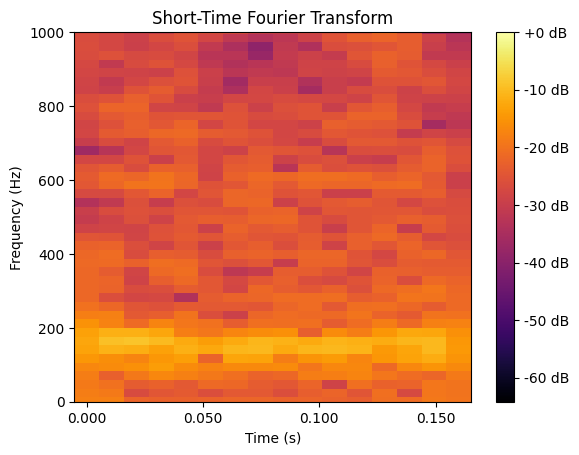 Short-Time Fourier Transform
1000
800
600
400
200
0
Frequency (Hz)
0.000
0.050
0.100
0.150
Time (s)
+0 dB
-10 dB
-20 dB
-30 dB
-40 dB
-50 dB
-60 dB